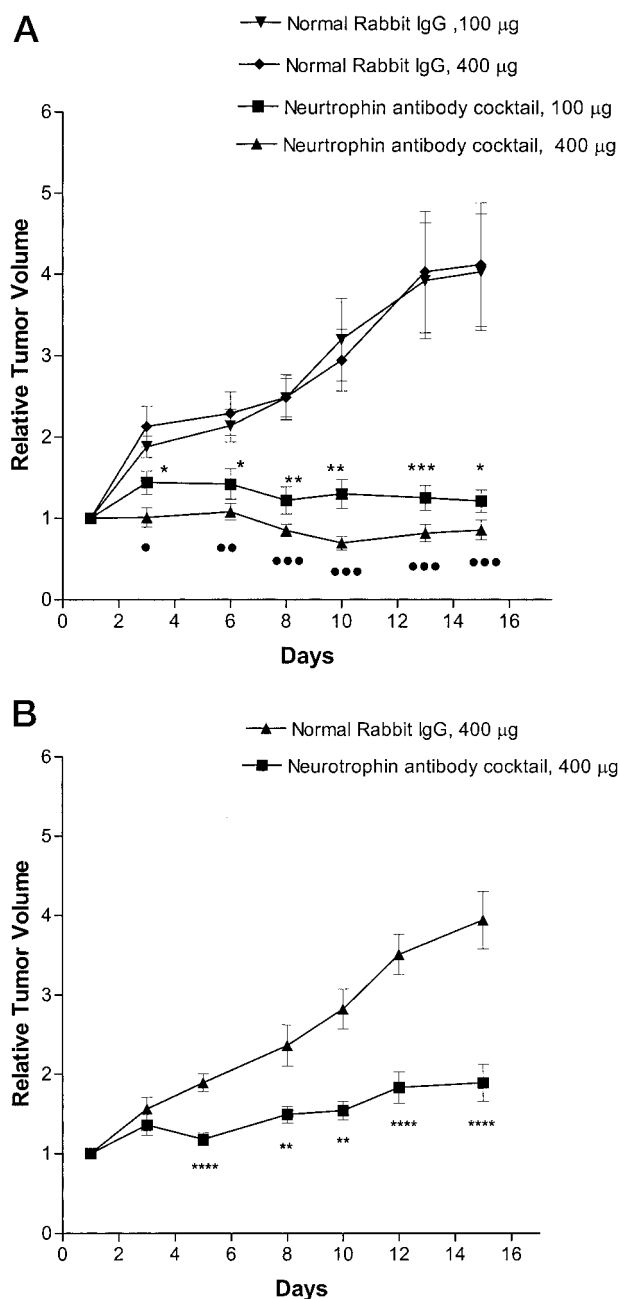 A
Normal Rabbit IgG ,100 µg
Normal Rabbit IgG, 400 µg
Neurtrophin antibody cocktail, 100 µg
Neurtrophin antibody cocktail, 400 µg
Relative Tumor Volume
6
5
4
3
2
1
0
* * ** ** *** *
• •• ••• ••• ••• •••
0 2 4 6 8 10 12 14 16
Days
B
Normal Rabbit IgG, 400 µg
Neurotrophin antibody cocktail, 400 µg
Relative Tumor Volume
6
5
4
3
2
1
0
**** ** ** **** ****
0 2 4 6 8 10 12 14 16
Days